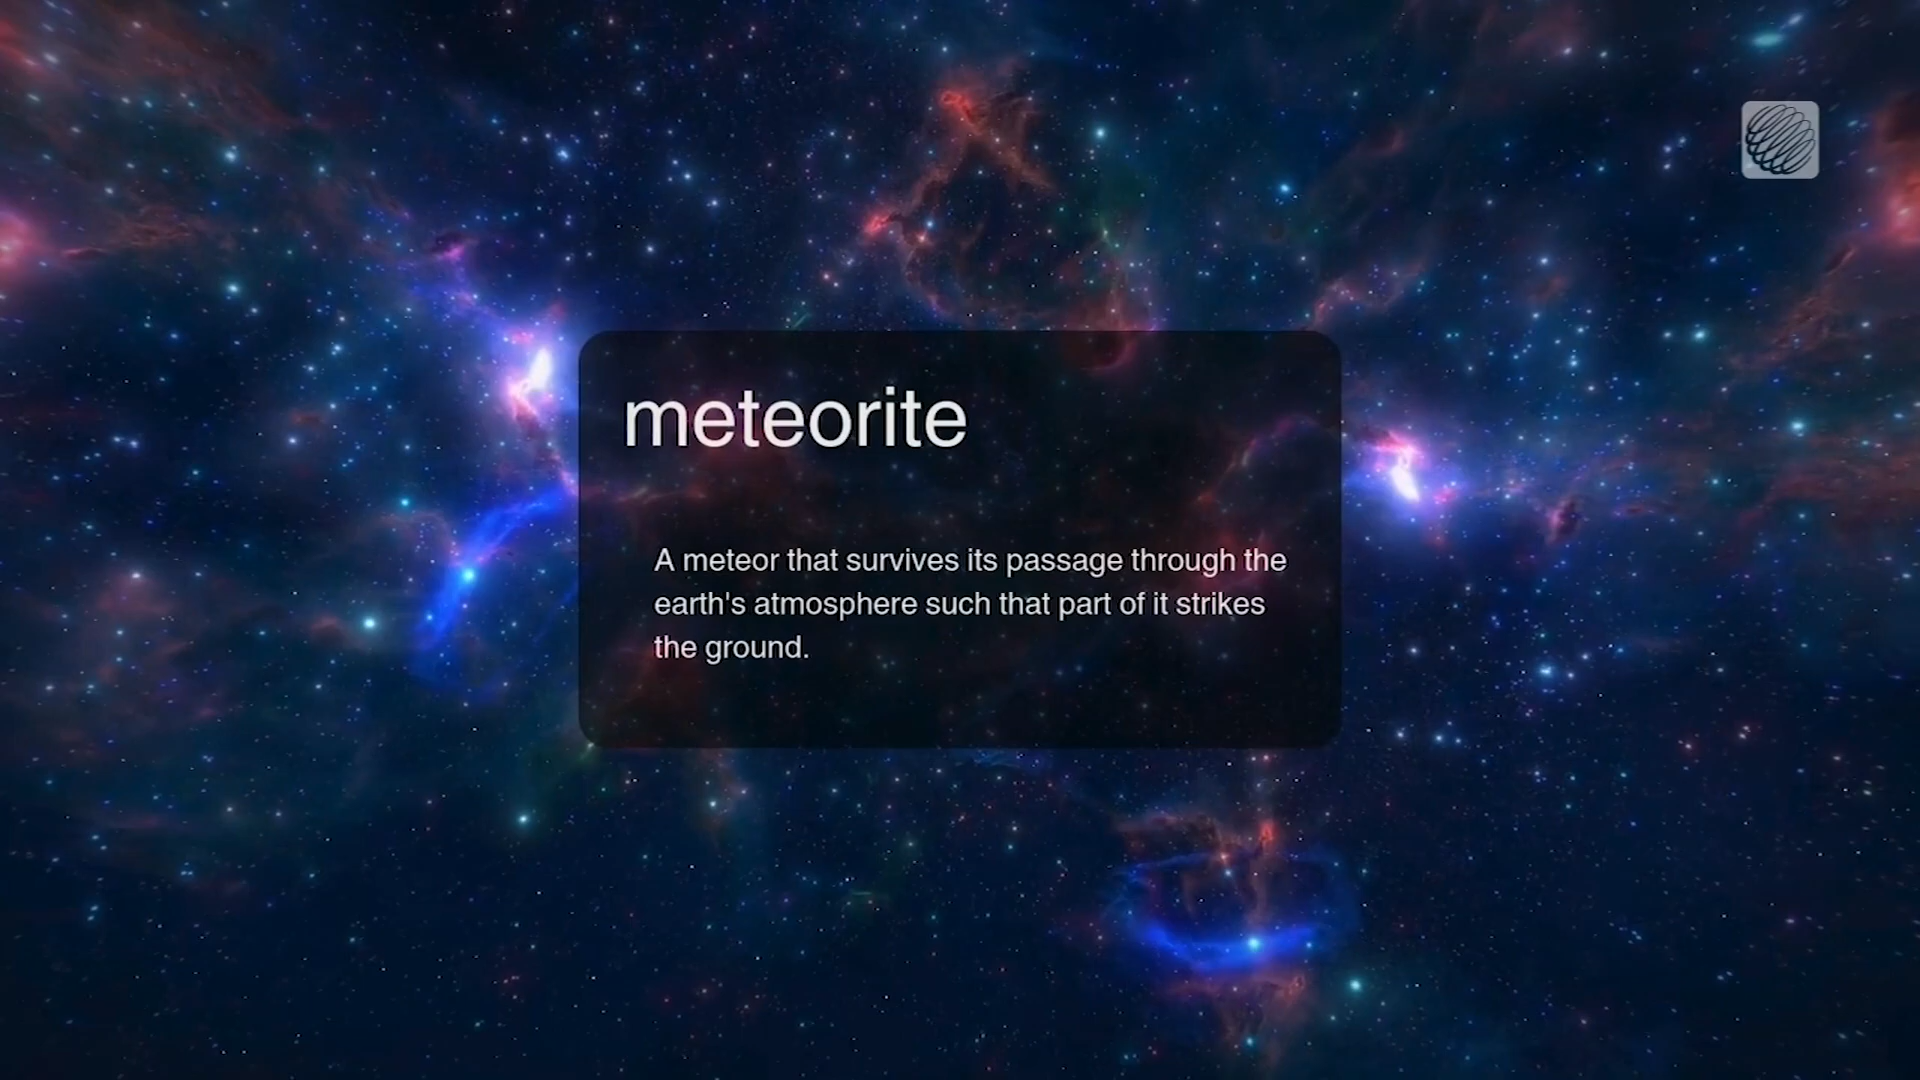 meteorite
A meteor that survives its passage through the
earth's atmosphere such that part of it strikes
the ground.